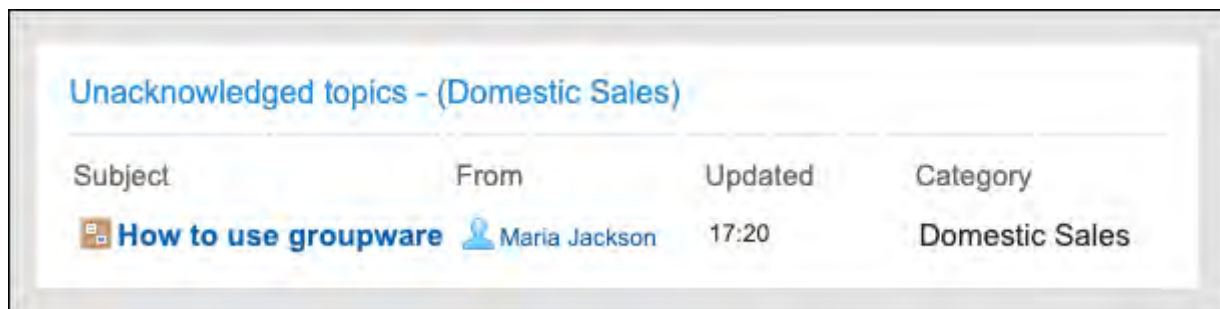 Unacknowledged topics - (Domestic Sales)
Subject From Updated Category
How to use groupware Maria Jackson 17:20 Domestic Sales